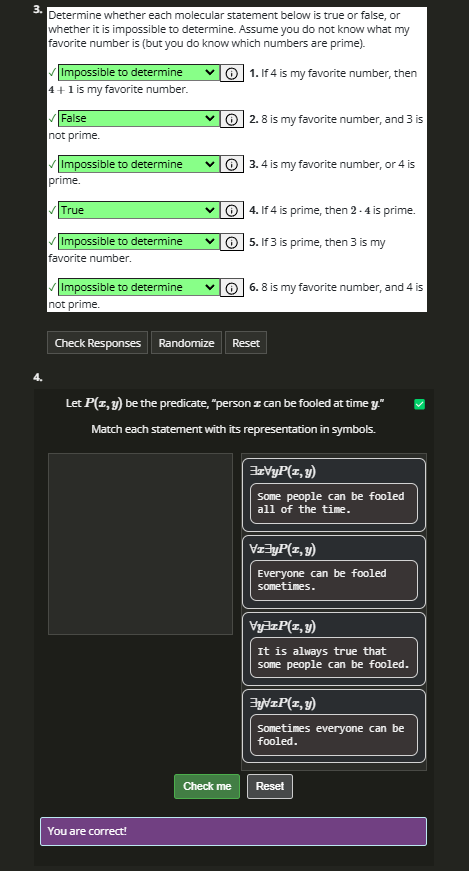 3.
Determine whether each molecular statement below is true or false, or
whether it is impossible to determine. Assume you do not know what my
favorite number is (but you do know which numbers are prime).
✓ Impossible to determine ⓘ 1. If 4 is my favorite number, then
4 + 1 is my favorite number.
✓ False ⓘ 2. 8 is my favorite number, and 3 is
not prime.
✓ Impossible to determine ⓘ 3. 4 is my favorite number, or 4 is
prime.
✓ True ⓘ 4. If 4 is prime, then 2 · 4 is prime.
✓ Impossible to determine ⓘ 5. If 3 is prime, then 3 is my
favorite number.
✓ Impossible to determine ⓘ 6. 8 is my favorite number, and 4 is
not prime.
Check Responses Randomize Reset
4.
Let P(x, y) be the predicate, “person x can be fooled at time y.”
Match each statement with its representation in symbols.
∃x∀yP(x, y)
Some people can be fooled
all of the time.
∀x∃yP(x, y)
Everyone can be fooled
sometimes.
∀y∃xP(x, y)
It is always true that
some people can be fooled.
∃y∀xP(x, y)
Sometimes everyone can be
fooled.
Check me Reset
You are correct!